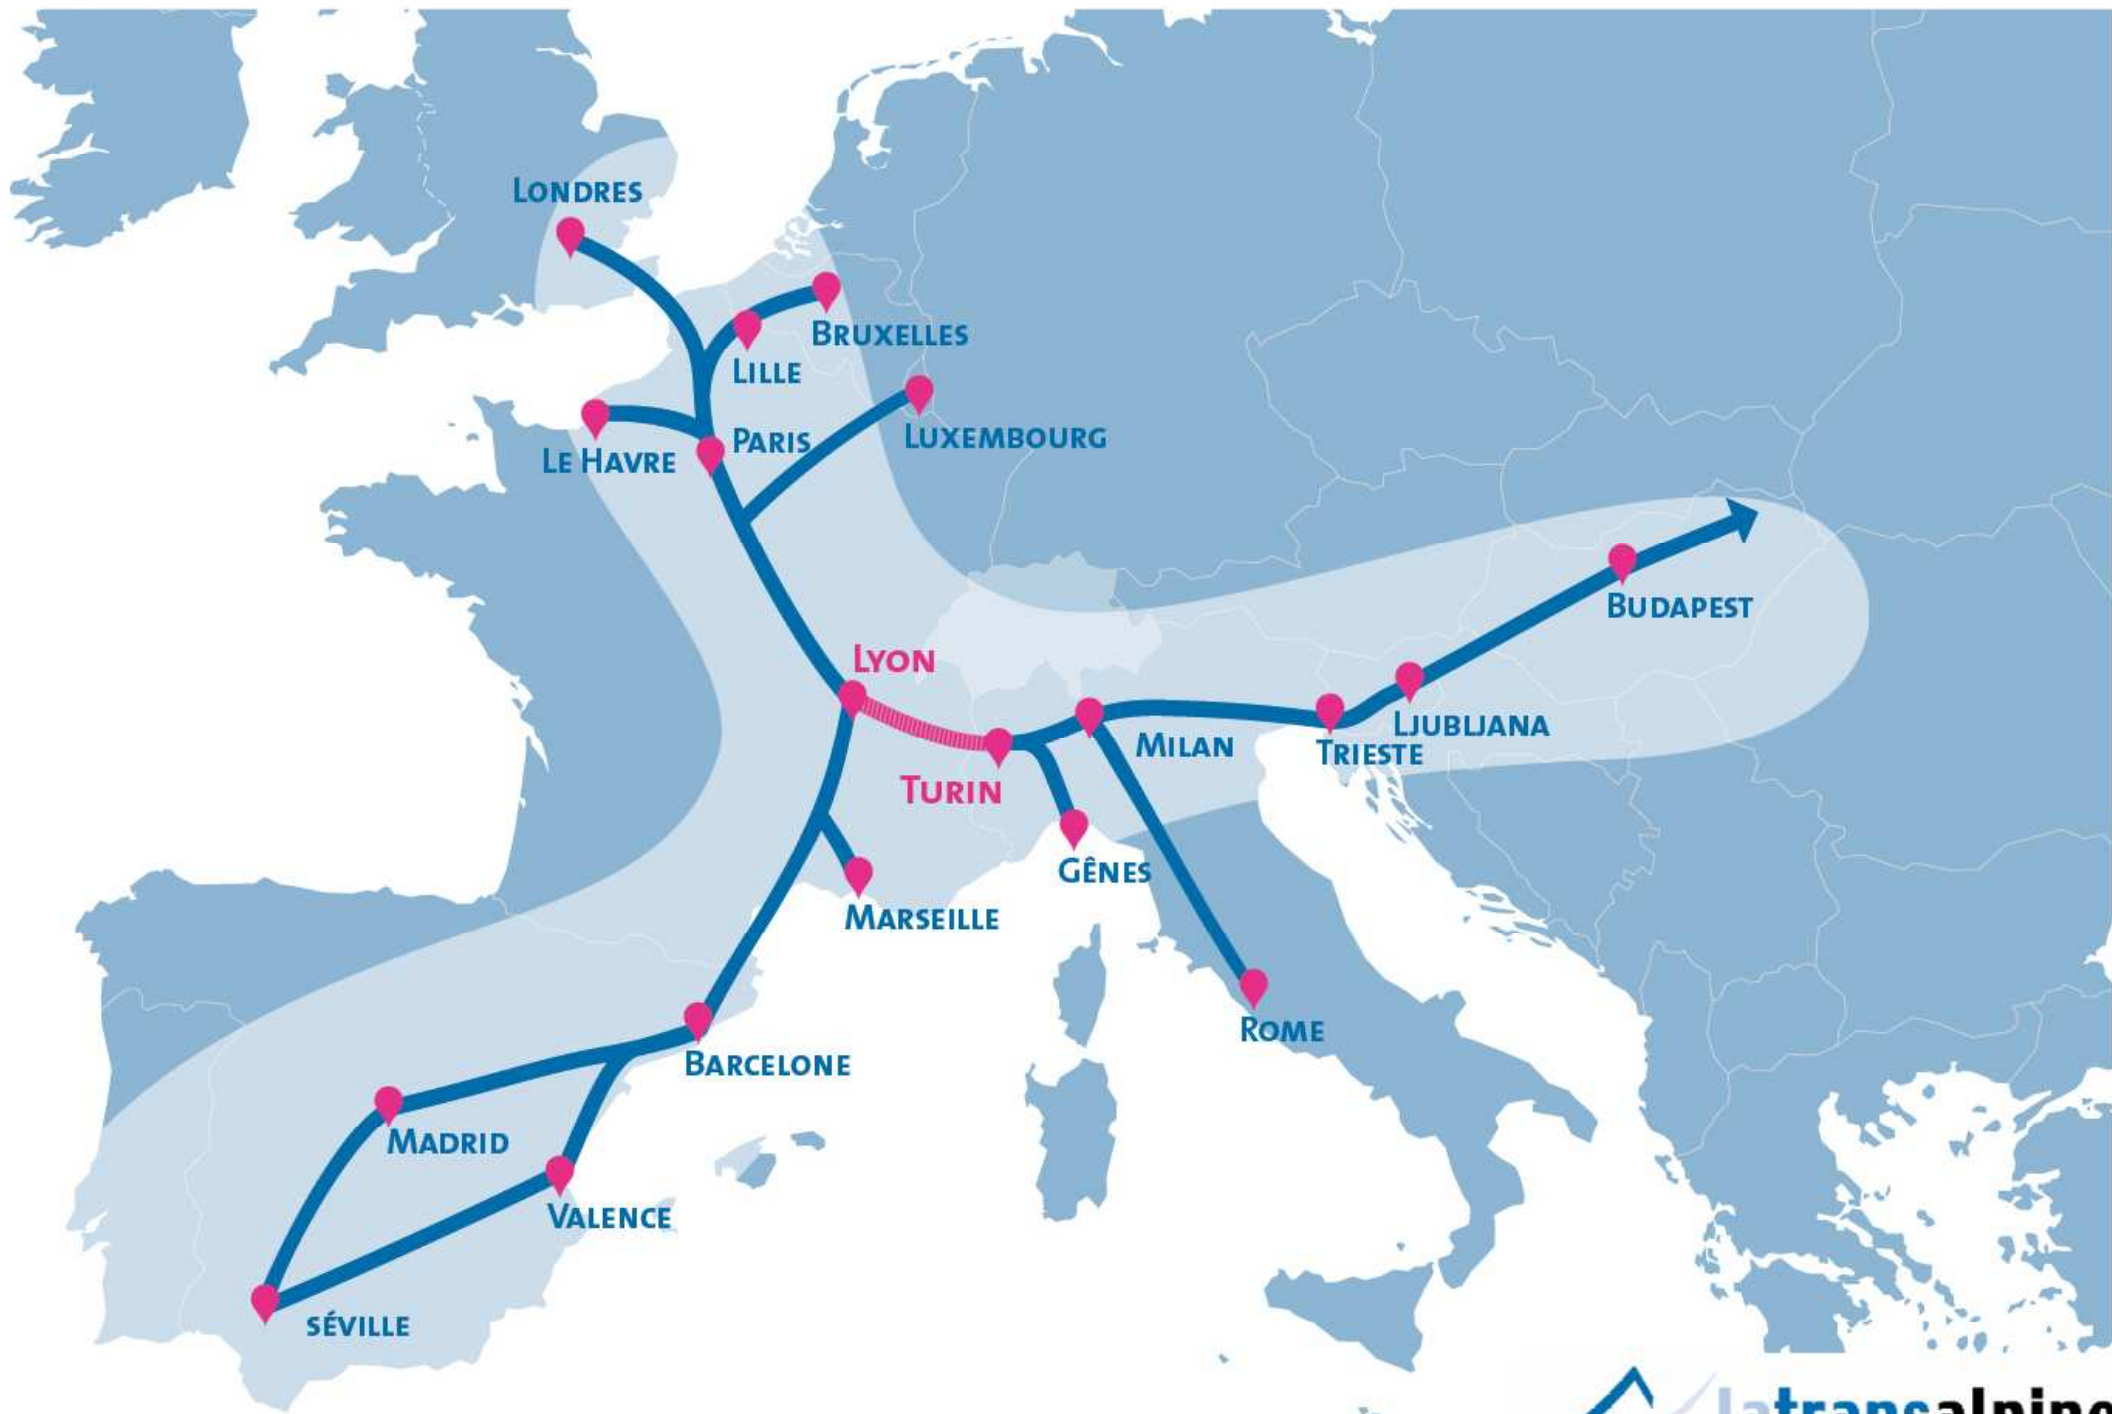 Londres
Bruxelles
Lille
Paris
Luxembourg
Le Havre
Budapest
Lyon
Ljubljana
Milan
Trieste
Turin
Gênes
Marseille
Rome
Barcelone
Madrid
Valence
séville
latransalpine